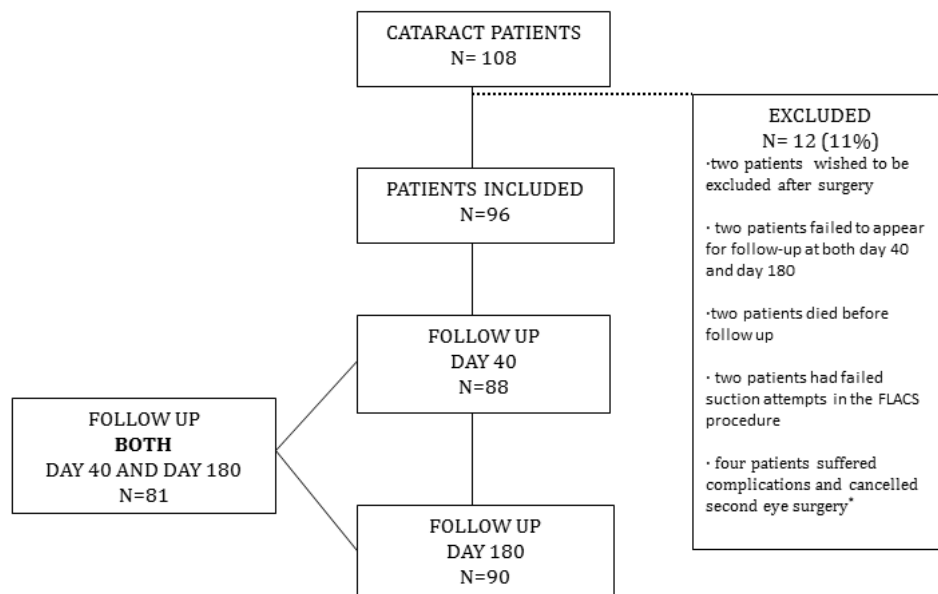 CATARACT PATIENTS
N= 108
EXCLUDED
N= 12 (11%)
·two patients wished to be
excluded after surgery
· two patients failed to appear
for follow-up at both day 40
and day 180
·two patients died before
follow up
· two patients had failed
suction attempts in the FLACS
procedure
· four patients suffered
complications and cancelled
second eye surgery*
PATIENTS INCLUDED
N=96
FOLLOW UP
DAY 40
N=88
FOLLOW UP
BOTH
DAY 40 AND DAY 180
N=81
FOLLOW UP
DAY 180
N=90